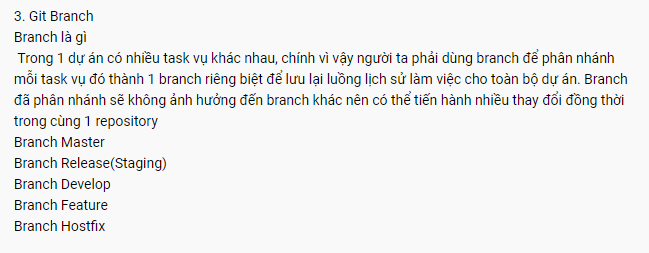 3. Git Branch
Branch là gì
Trong 1 dự án có nhiều task vụ khác nhau, chính vì vậy người ta phải dùng branch để phân nhánh
mỗi task vụ đó thành 1 branch riêng biệt để lưu lại luồng lịch sử làm việc cho toàn bộ dự án. Branch
đã phân nhánh sẽ không ảnh hưởng đến branch khác nên có thể tiến hành nhiều thay đổi đồng thời
trong cùng 1 repository
Branch Master
Branch Release(Staging)
Branch Develop
Branch Feature
Branch Hostfix